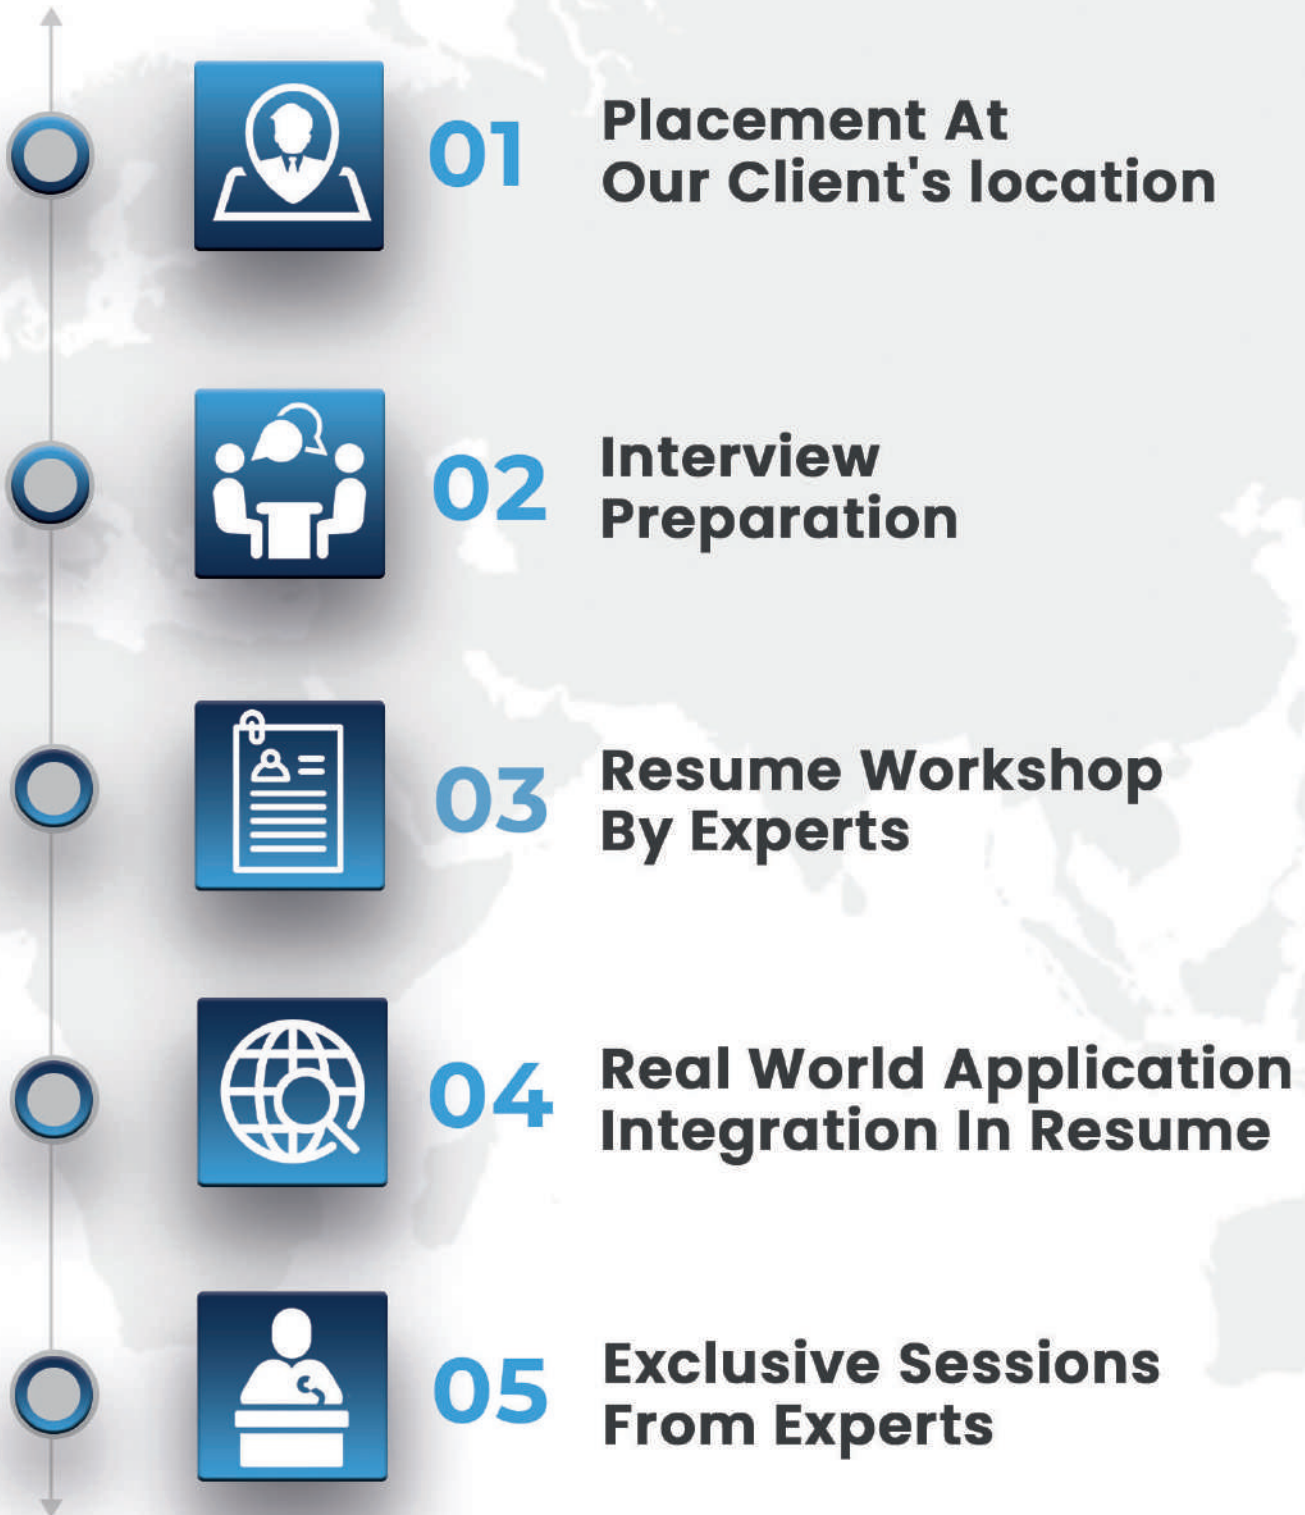 01
Placement At
Our Client's location
02
Interview
Preparation
03
Resume Workshop
By Experts
04
Real World Application
Integration In Resume
05
Exclusive Sessions
From Experts